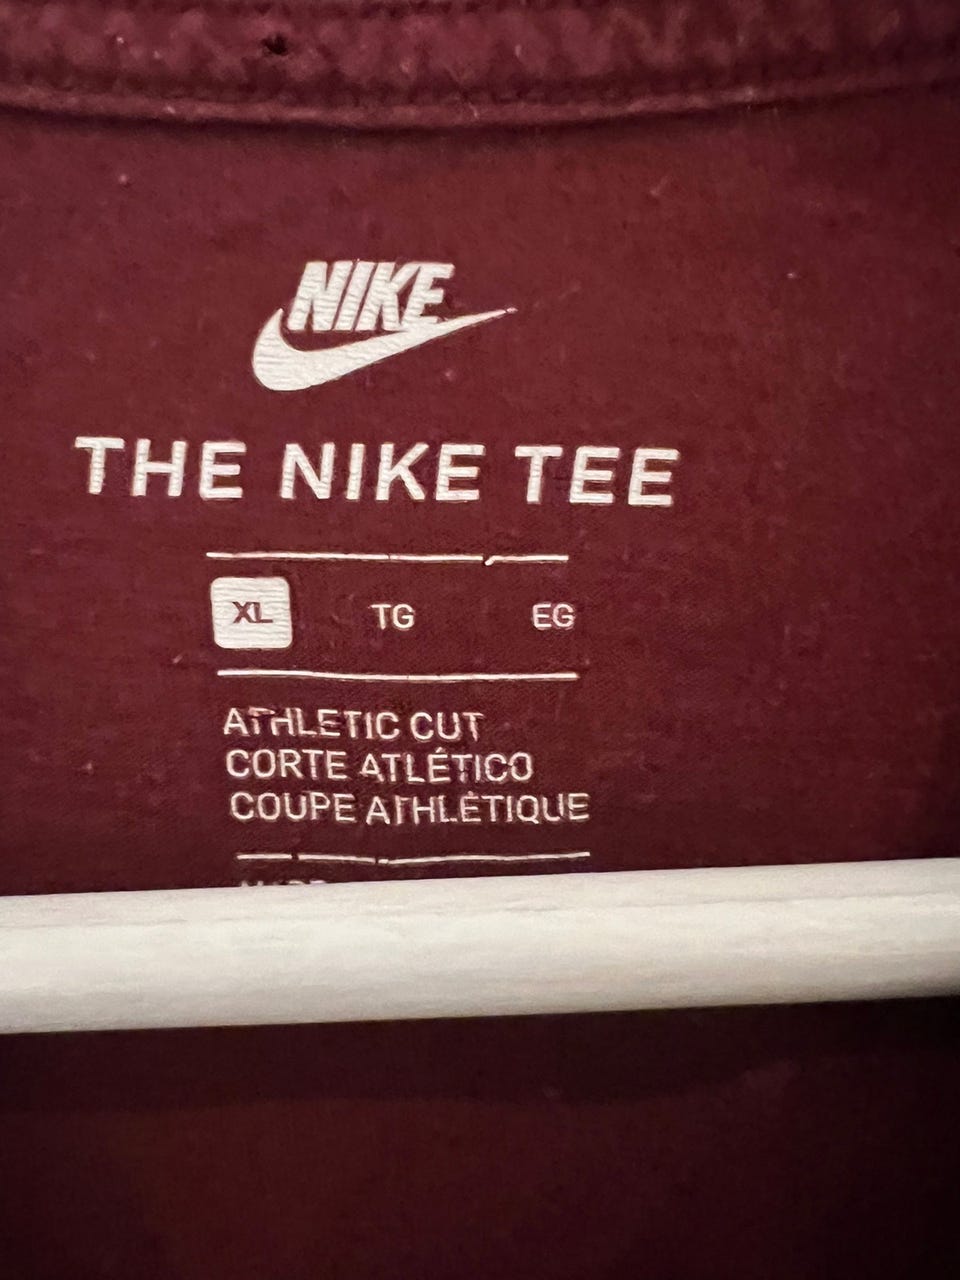 NIKE
THE NIKE TEE
XL TG EG
ATHLETIC CUT
CORTE ATLÉTICO
COUPE ATHLÉTIQUE